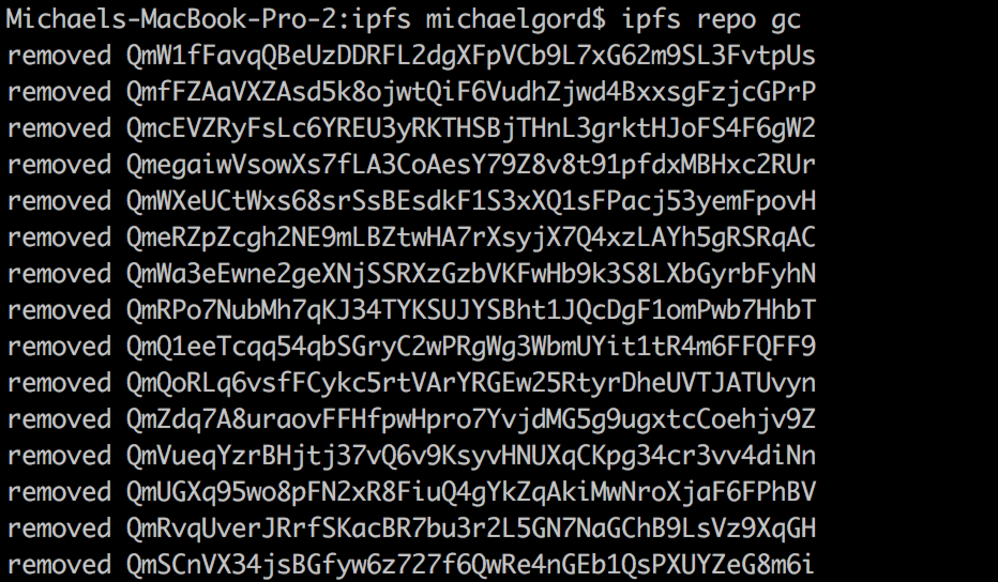 Michaels-MacBook-Pro-2:ipfs michaelgord$ ipfs repo gc
removed QmW1fFavqQBeUzDDRFL2dgXFpVCb9L7xG62m9SL3FvtpUs
removed QmfFZAaVXZAsd5k8ojwtQiF6VudhZjwd4BxxsgFzjcGPrP
removed QmcEVZRyFsLc6YREU3yRKTHSBjTHnL3grktHJoFS4F6gW2
removed QmegaiwVsowXs7fLA3CoAesY79Z8v8t91pfdxMBHxc2RUr
removed QmWXeUCtWxs68srSsBEsdkF1S3xXQ1sFPacj53yemFpovH
removed QmeRZpZcgh2NE9mLBZtwHA7rXsyjX7Q4xzLAYh5gRSRqAC
removed QmWa3eEwne2geXNjSSRXzGzbVKFwHb9k3S8LXbGyrbFyhN
removed QmRPo7NubMh7qKJ34TYKSUJYSBht1JQcDgF1omPwb7HhbT
removed QmQ1eeTcqq54qbSGryC2wPRgWg3WbmUYit1tR4m6FFQFF9
removed QmQoRLq6vsfFCykc5rtVArYRGEw25RtyrDheUVTJATUvyn
removed QmZdq7A8uraovFFHfpwHpro7YvjdMG5g9ugxtcCoehjv9Z
removed QmVueqYzrBHjtj37vQ6v9KsyvHNUXqCKpg34cr3vv4diNn
removed QmUGXq95wo8pFN2xR8FiuQ4gYkZqAkiMwNroXjaF6FPhBV
removed QmRvqUverJRrfSKacBR7bu3r2L5GN7NaGChB9LsVz9XqGH
removed QmSCnVX34jsBGfyw6z727f6QwRe4nGEb1QsPXUYZeG8m6i